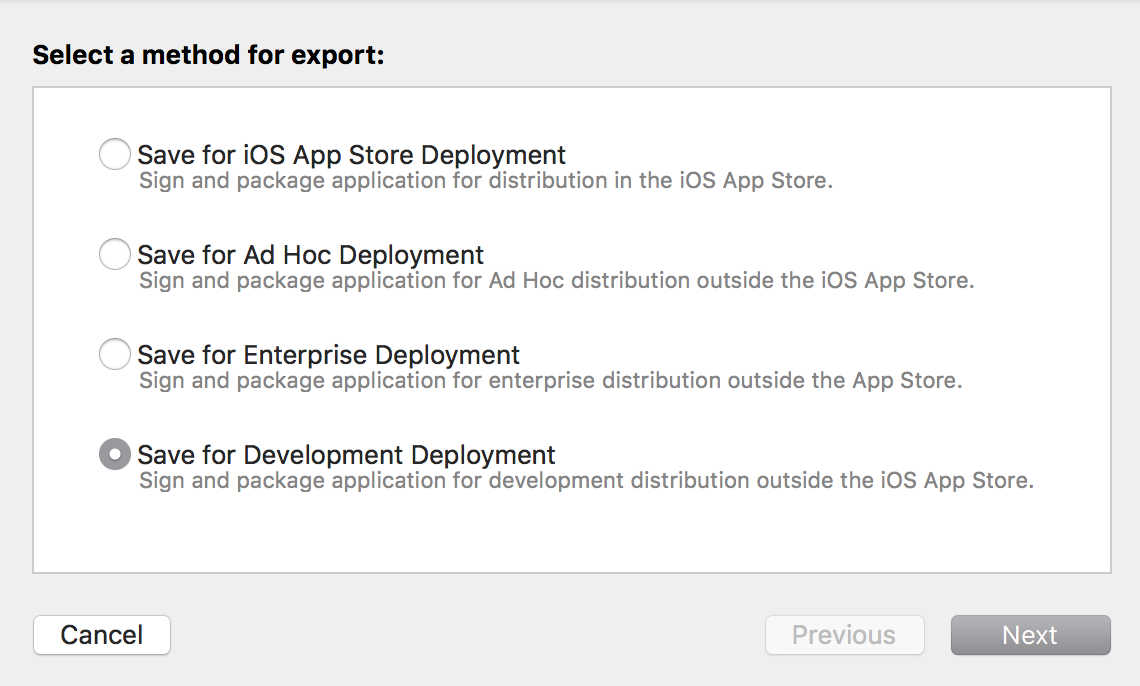 Select a method for export:
Save for iOS App Store Deployment
Sign and package application for distribution in the iOS App Store.
Save for Ad Hoc Deployment
Sign and package application for Ad Hoc distribution outside the iOS App Store.
Save for Enterprise Deployment
Sign and package application for enterprise distribution outside the App Store.
Save for Development Deployment
Sign and package application for development distribution outside the iOS App Store.
Cancel
Previous
Next